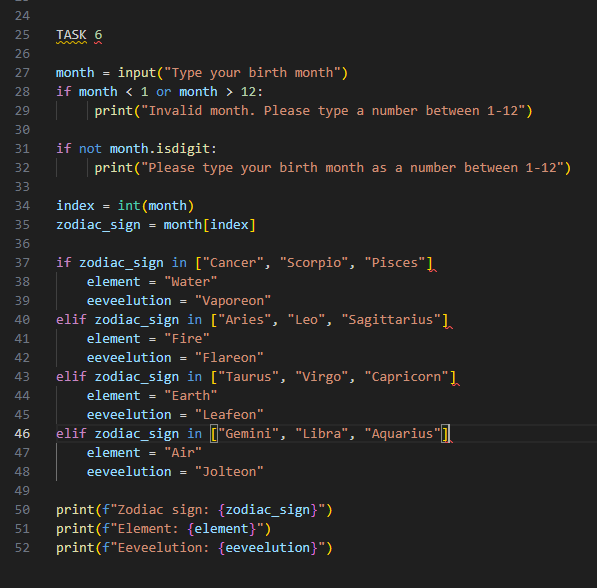 24
25 TASK 6
26
27 month = input("Type your birth month")
28 if month < 1 or month > 12:
29      print("Invalid month. Please type a number between 1-12")
30
31 if not month.isdigit:
32      print("Please type your birth month as a number between 1-12")
33
34 index = int(month)
35 zodiac_sign = month[index]
36
37 if zodiac_sign in ["Cancer", "Scorpio", "Pisces"]
38     element = "Water"
39     eeveelution = "Vaporeon"
40 elif zodiac_sign in ["Aries", "Leo", "Sagittarius"]
41     element = "Fire"
42     eeveelution = "Flareon"
43 elif zodiac_sign in ["Taurus", "Virgo", "Capricorn"]
44     element = "Earth"
45     eeveelution = "Leafeon"
46 elif zodiac_sign in ["Gemini", "Libra", "Aquarius"]
47     element = "Air"
48     eeveelution = "Jolteon"
49
50 print(f"Zodiac sign: {zodiac_sign}")
51 print(f"Element: {element}")
52 print(f"Eeveelution: {eeveelution}")